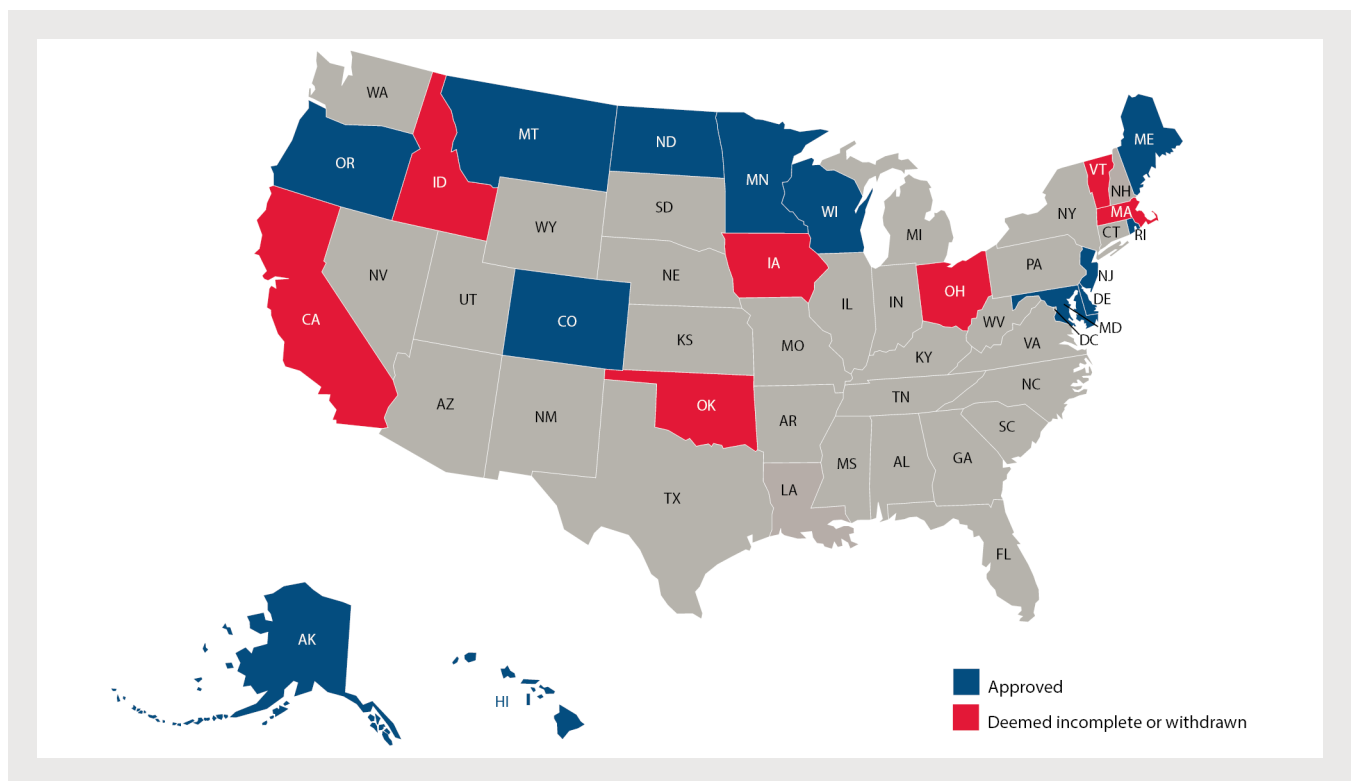 WA
MT
ND
ME
OR
ID
MN
VT
NH
SD
WI
NY
MA
WY
MI
CT
RI
IA
PA
NE
NV
NJ
UT
OH
DE
IL
IN
CO
CA
WV
MD
KS
DC
MO
VA
KY
NC
AZ
OK
TN
NM
AR
SC
MS
AL
GA
LA
TX
FL
AK
HI
Approved
Deemed incomplete or withdrawn